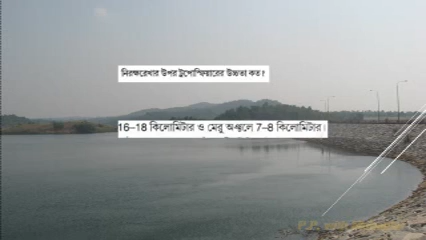 নিরক্ষরেখার উপর ট্রপোস্ফিয়ারের উচ্চতা কত?
16-18 কিলোমিটার ও মেরু অঞ্চলে 7-8 কিলোমিটার।